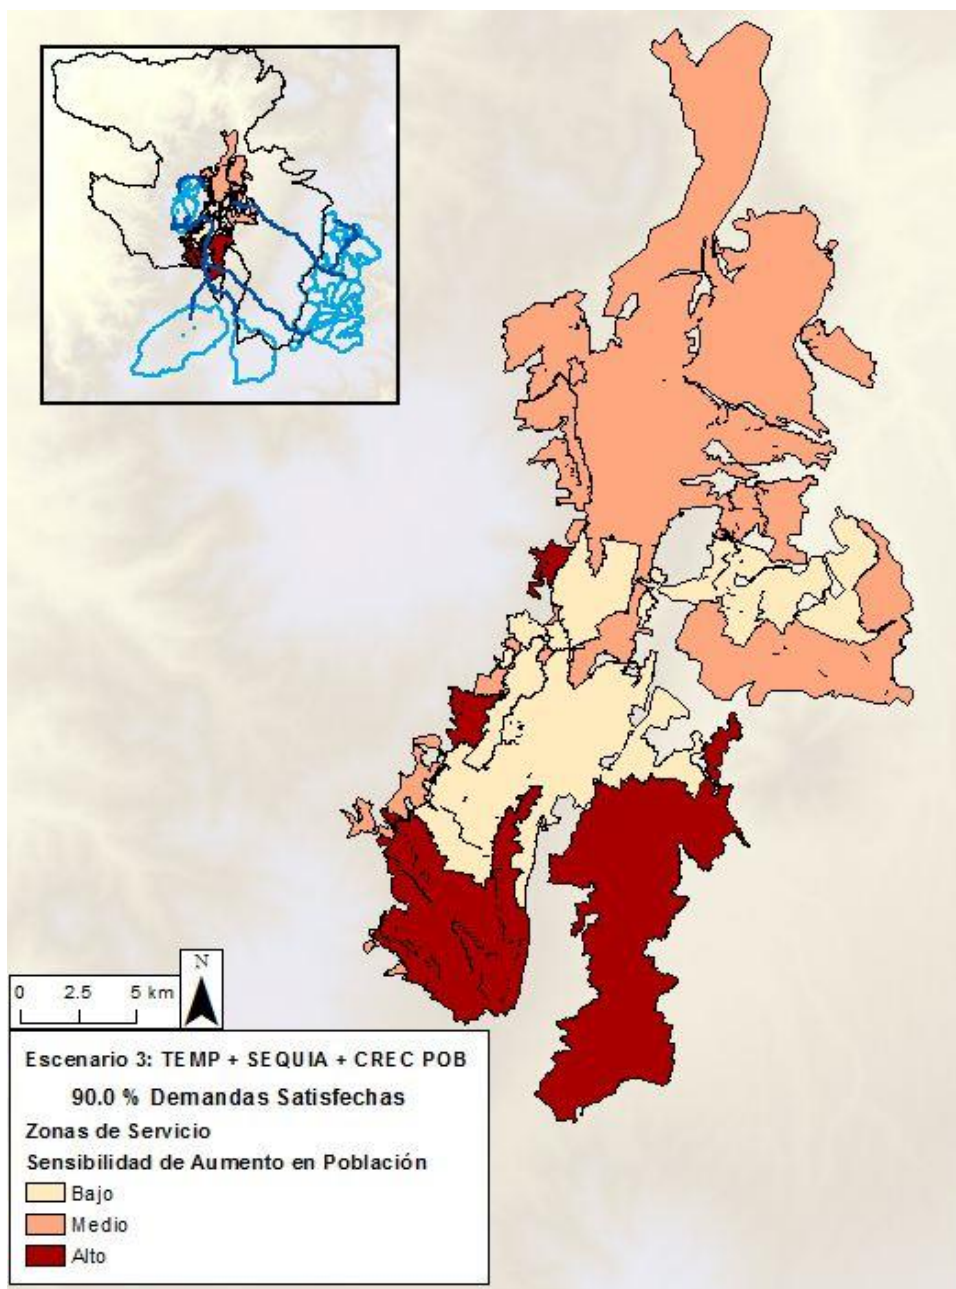 N
0 2.5 5 km
Escenario 3: TEMP + SEQUIA + CREC POB
90.0 % Demandas Satisfechas
Zonas de Servicio
Sensibilidad de Aumento en Población
Bajo
Medio
Alto